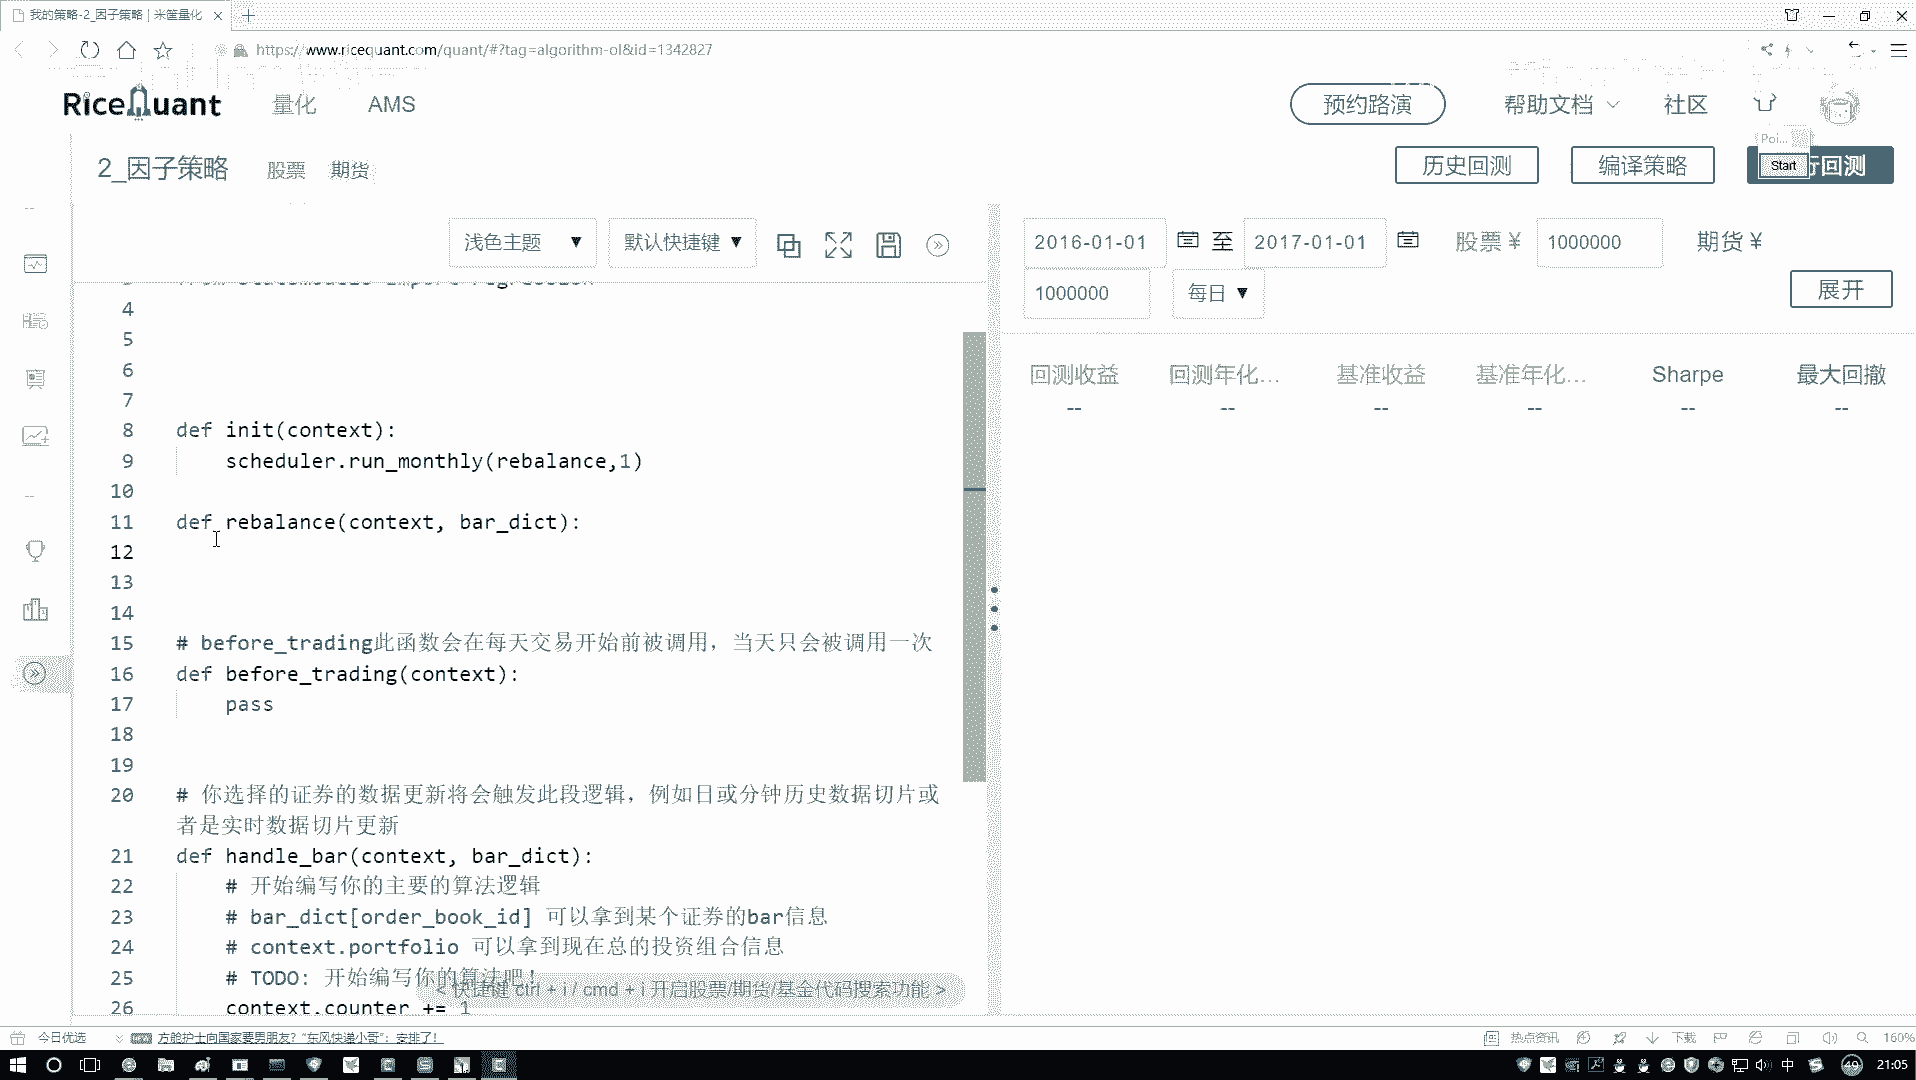 我的策略-2_因子策略 | 米筐量化
https://www.ricequant.com/quant/#?tag=algorithm-ol&id=1342827
RiceQuant 量化 AMS 预约路演 帮助文档 社区
2_因子策略 股票 期货 历史回测 编译策略 Start 行回测
浅色主题 ▼ 默认快捷键 ▼
2016-01-01 至 2017-01-01 股票 ¥ 1000000 期货 ¥
1000000 每日 ▼ 展开
回测收益 回测年化... 基准收益 基准年化... Sharpe 最大回撤
-- -- -- -- -- --
4
5
6
7
8 def init(context):
9 scheduler.run_monthly(rebalance,1)
10
11 def rebalance(context, bar_dict):
12
13
14
15 # before_trading此函数会在每天交易开始前被调用，当天只会被调用一次
16 def before_trading(context):
17 pass
18
19
20 # 你选择的证券的数据更新将会触发此段逻辑，例如日或分钟历史数据切片或
者是实时数据切片更新
21 def handle_bar(context, bar_dict):
22 # 开始编写你的主要的算法逻辑
23 # bar_dict[order_book_id] 可以拿到某个证券的bar信息
24 # context.portfolio 可以拿到现在总的投资组合信息
25 # TODO: 开始编写你的算法吧！
< 快捷键 ctrl + i / cmd + i 开启股票/期货/基金代码搜索功能 >
26 context.counter += 1
今日优选 方舱护士向国家要男朋友？“东风快递小哥”：安排了！ 热点资讯 下载 160%
中 49 21:05